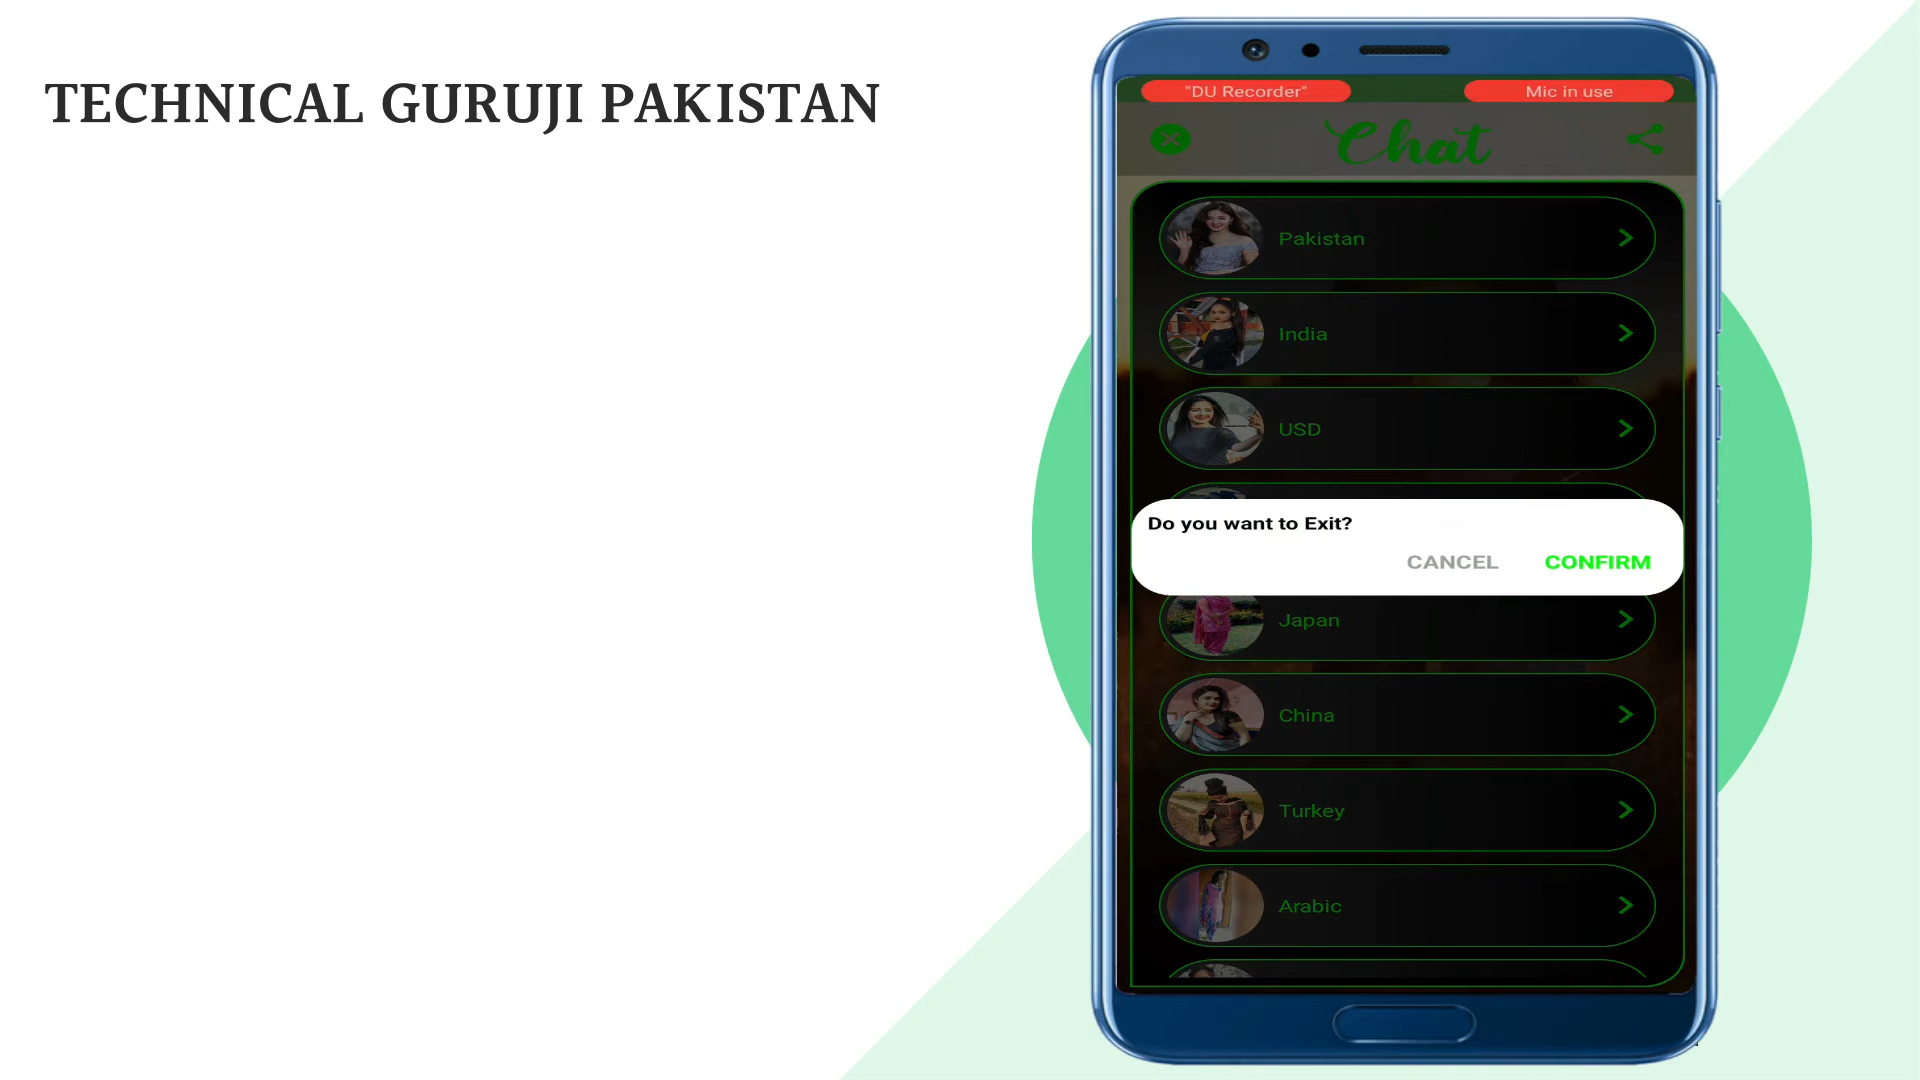 TECHNICAL GURUJI PAKISTAN
"DU Recorder"
Mic in use
Chat
Pakistan
India
USD
Do you want to Exit?
CANCEL
CONFIRM
Japan
China
Turkey
Arabic